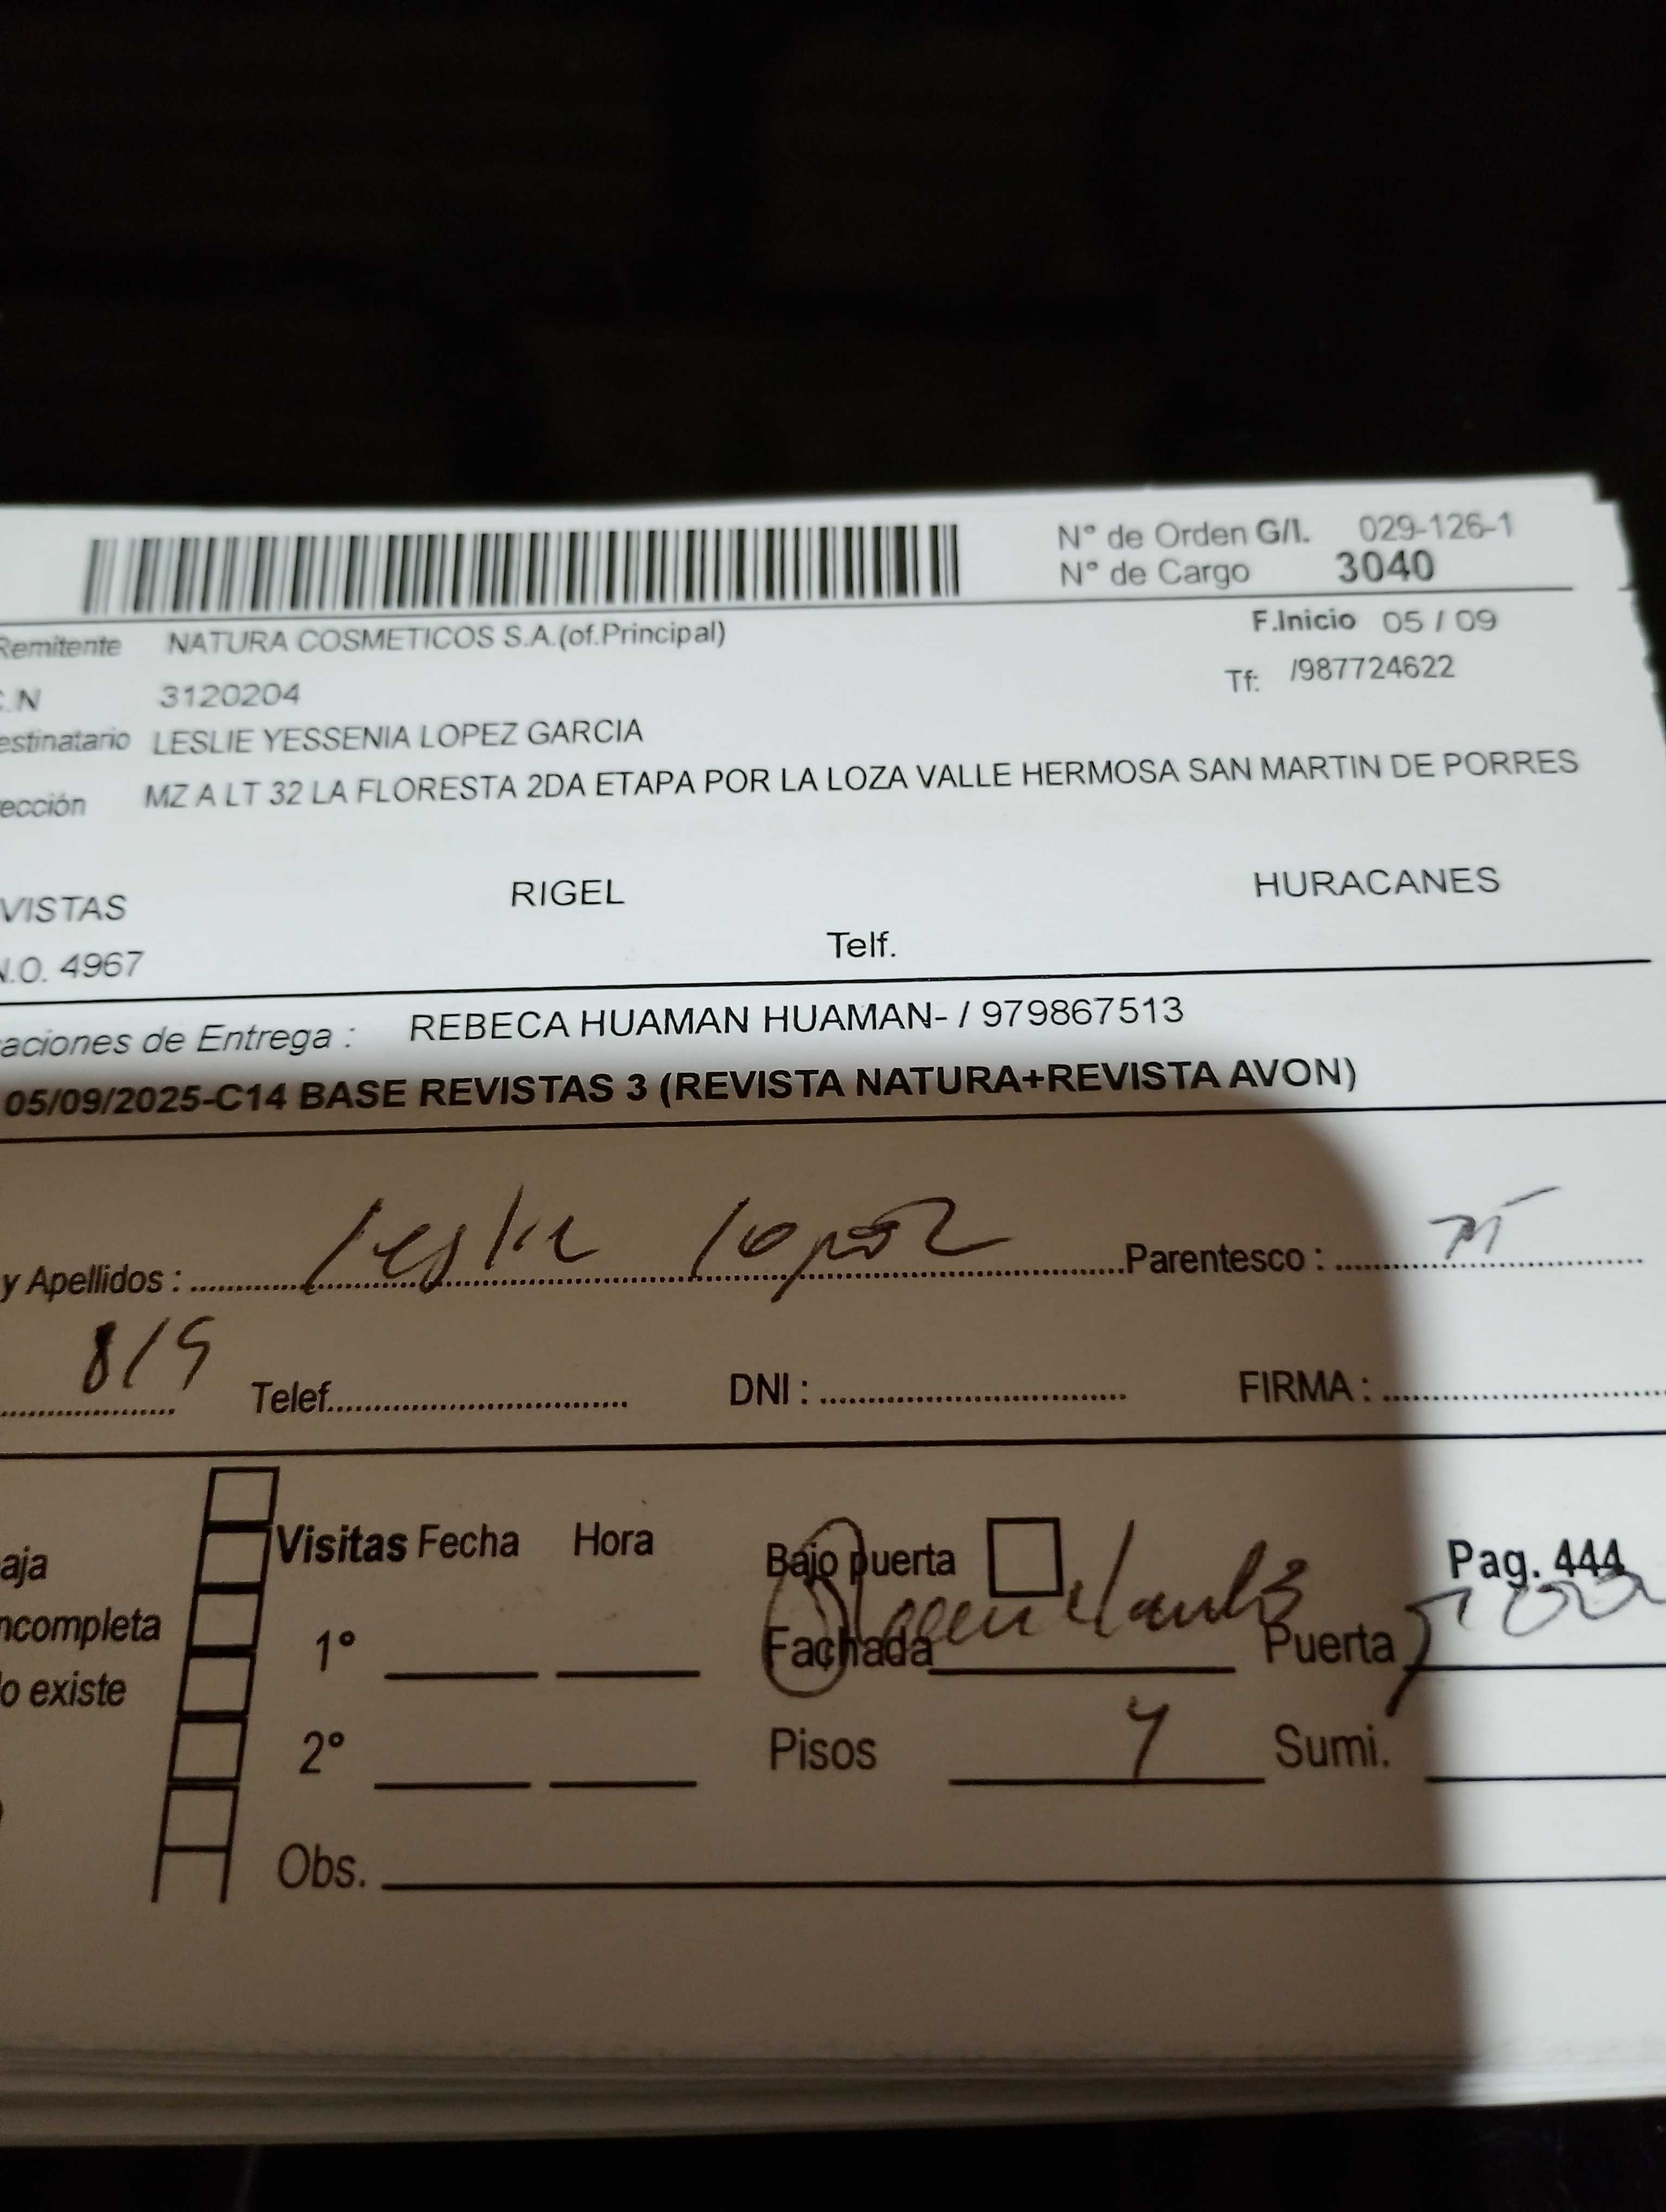 N° de Orden G/I. 029-126-1
N° de Cargo 3040
Remitente NATURA COSMETICOS S.A.(of.Principal) F.Inicio 05 / 09
C.N 3120204 Tf: /987724622
estinatario LESLIE YESSENIA LOPEZ GARCIA
ección MZ A LT 32 LA FLORESTA 2DA ETAPA POR LA LOZA VALLE HERMOSA SAN MARTIN DE PORRES
VISTAS RIGEL HURACANES
N.O. 4967 Telf.
aciones de Entrega : REBECA HUAMAN HUAMAN- / 979867513
05/09/2025-C14 BASE REVISTAS 3 (REVISTA NATURA+REVISTA AVON)
y Apellidos : Leslie Lopez Parentesco :
8/9 Telef. DNI : FIRMA :
Visitas Fecha Hora Bajo puerta Pag. 444
aja
ncompleta 1° Fachada Puerta
o existe
2° Pisos 4 Sumi.
Obs.